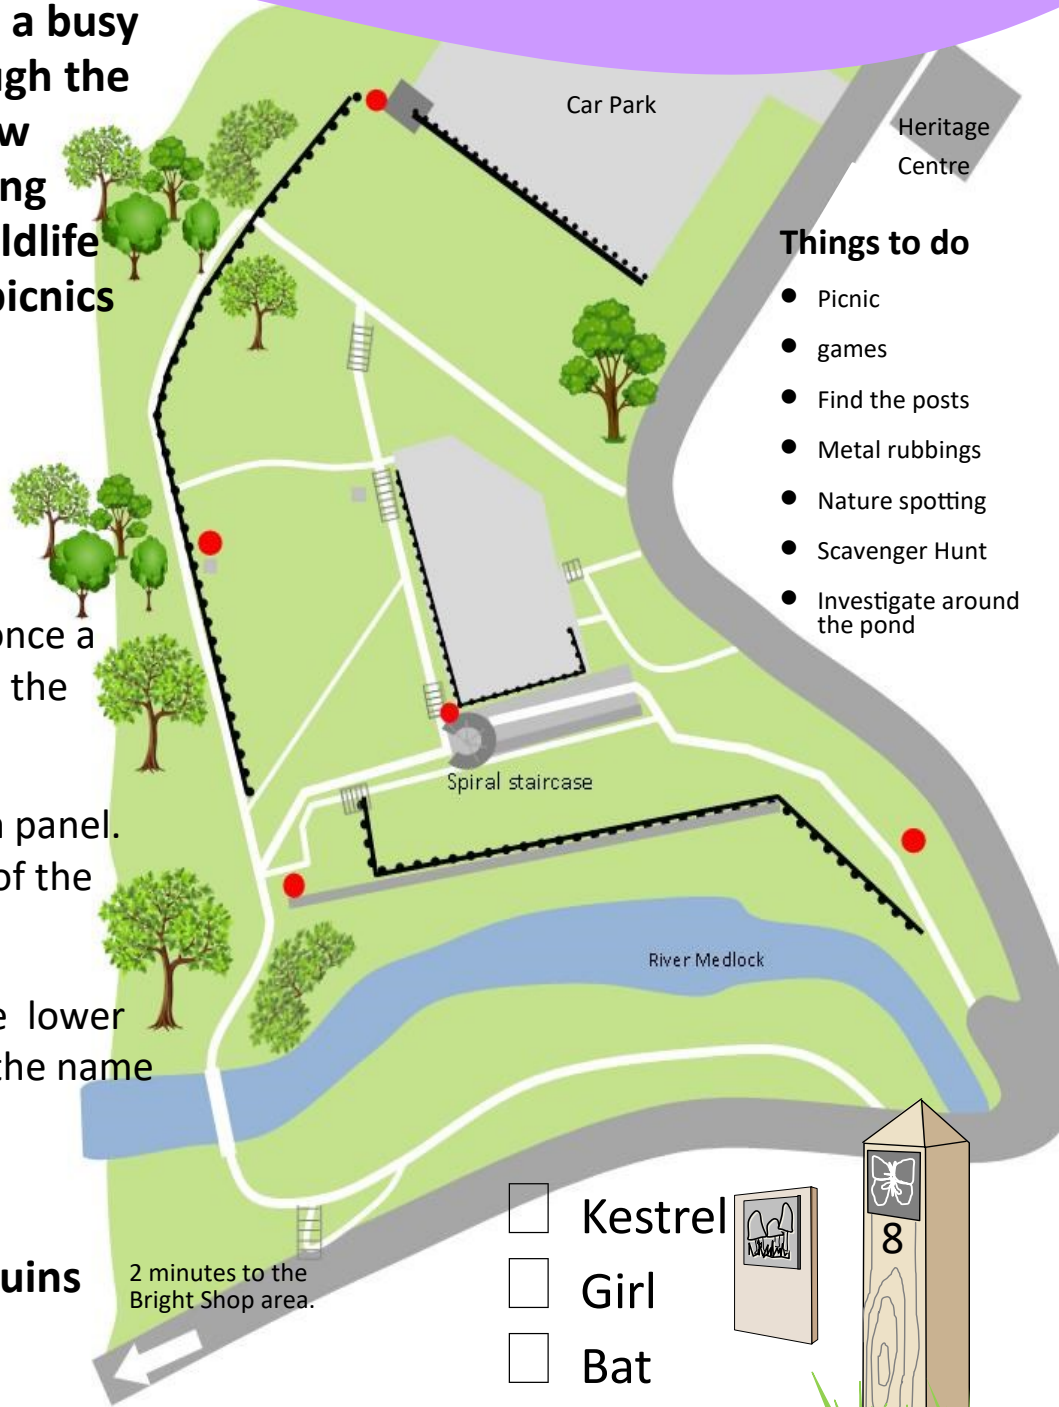 a busy
ugh the
w
ng
ldlife
picnics
Car Park
Heritage
Centre
Things to do
● Picnic
● games
● Find the posts
● Metal rubbings
● Nature spotting
● Scavenger Hunt
● Investigate around
the pond
once a
the
Spiral staircase
n panel.
of the
River Medlock
e lower
the name
uins
2 minutes to the
Bright Shop area.
Kestrel
Girl
Bat
8